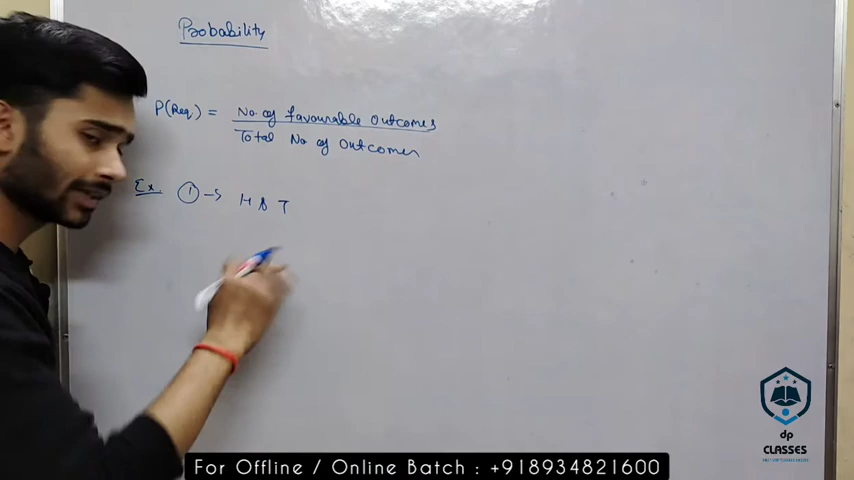 Probability
P(Req) = No of favourable Outcomes
Total No of Outcomes
Ex. ① → H & T
dp
CLASSES
For Offline / Online Batch : +918934821600